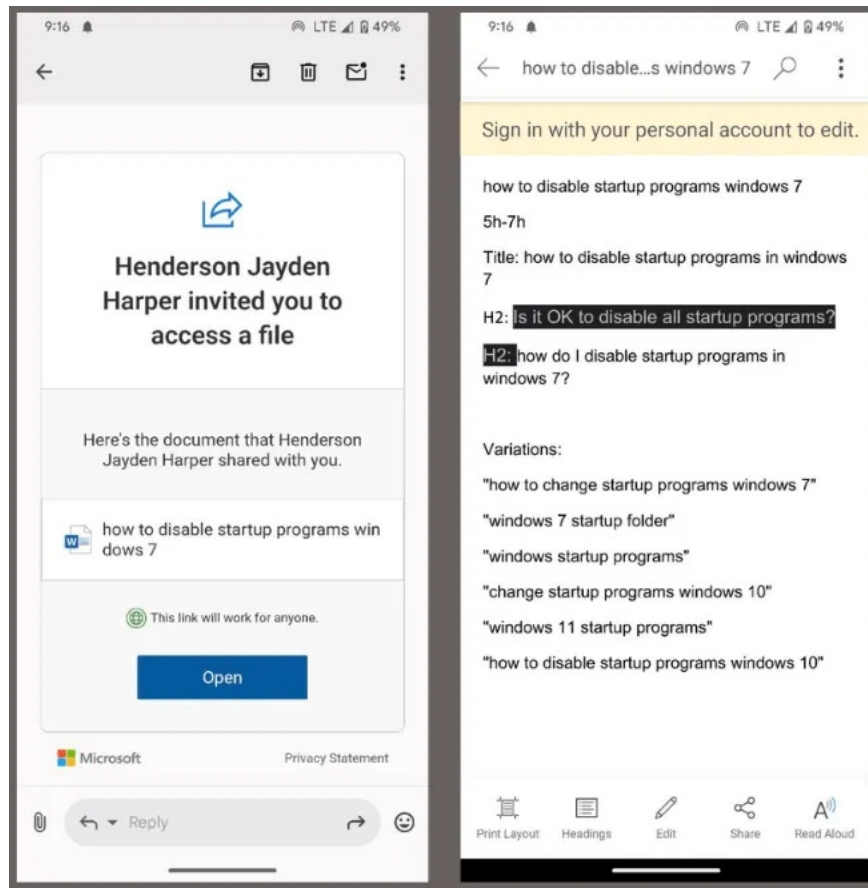 9:16 LTE 49%
Henderson Jayden
Harper invited you to
access a file
Here's the document that Henderson
Jayden Harper shared with you.
how to disable startup programs win
dows 7
This link will work for anyone.
Open
Microsoft
Privacy Statement
Reply
9:16 LTE 49%
how to disable...s windows 7
Sign in with your personal account to edit.
how to disable startup programs windows 7
5h-7h
Title: how to disable startup programs in windows
7
H2: Is it OK to disable all startup programs?
H2: how do I disable startup programs in
windows 7?
Variations:
"how to change startup programs windows 7"
"windows 7 startup folder"
"windows startup programs"
"change startup programs windows 10"
"windows 11 startup programs"
"how to disable startup programs windows 10"
Print Layout
Headings
Edit
Share
Read Aloud